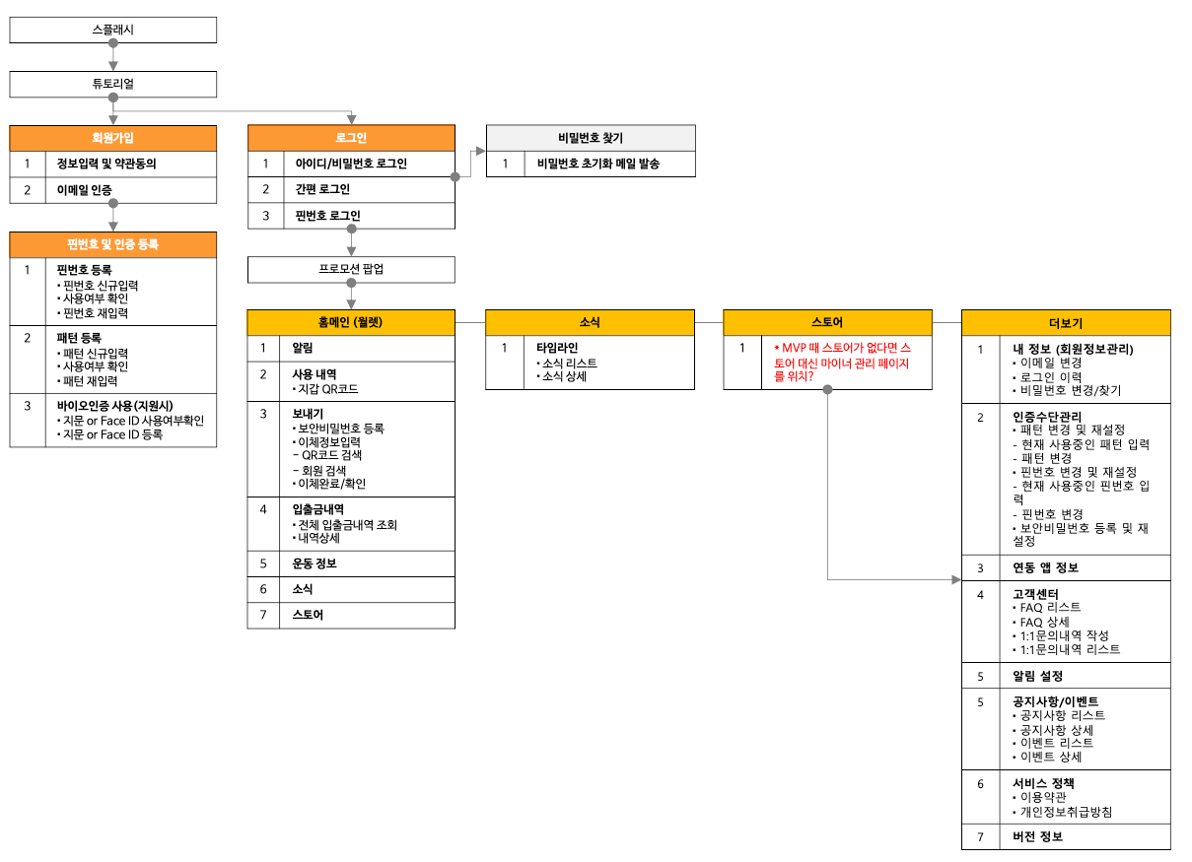 스플래시
튜토리얼
회원가입
1 정보입력 및 약관동의
2 이메일 인증
핀번호 및 인증 등록
1 핀번호 등록
• 핀번호 신규입력
• 사용여부 확인
• 핀번호 재입력
2 패턴 등록
• 패턴 신규입력
• 사용여부 확인
• 패턴 재입력
3 바이오인증 사용(지원시)
• 지문 or Face ID 사용여부확인
• 지문 or Face ID 등록
로그인
1 아이디/비밀번호 로그인
2 간편 로그인
3 핀번호 로그인
비밀번호 찾기
1 비밀번호 초기화 메일 발송
프로모션 팝업
홈메인 (월렛)
1 알림
2 사용 내역
• 지갑 QR코드
3 보내기
• 보안비밀번호 등록
• 이체정보입력
– QR코드 검색
– 회원 검색
• 이체완료/확인
4 입출금내역
• 전체 입출금내역 조회
• 내역상세
5 운동 정보
6 소식
7 스토어
소식
1 타임라인
• 소식 리스트
• 소식 상세
스토어
1 * MVP 때 스토어가 없다면 스
토어 대신 마이너 관리 페이지
를 위치?
더보기
1 내 정보 (회원정보관리)
• 이메일 변경
• 로그인 이력
• 비밀번호 변경/찾기
2 인증수단관리
• 패턴 변경 및 재설정
- 현재 사용중인 패턴 입력
- 패턴 변경
• 핀번호 변경 및 재설정
- 현재 사용중인 핀번호 입
력
- 핀번호 변경
• 보안비밀번호 등록 및 재
설정
3 연동 앱 정보
4 고객센터
• FAQ 리스트
• FAQ 상세
• 1:1문의내역 작성
• 1:1문의내역 리스트
5 알림 설정
5 공지사항/이벤트
• 공지사항 리스트
• 공지사항 상세
• 이벤트 리스트
• 이벤트 상세
6 서비스 정책
• 이용약관
• 개인정보취급방침
7 버전 정보